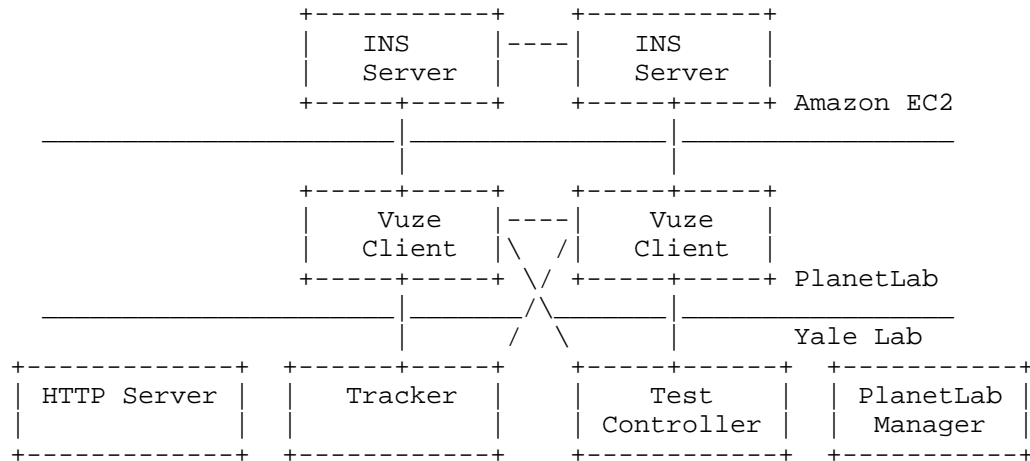 INS INS
Server Server
Amazon EC2
Vuze Vuze
Client Client
PlanetLab
Yale Lab
HTTP Server Tracker Test PlanetLab
Controller Manager